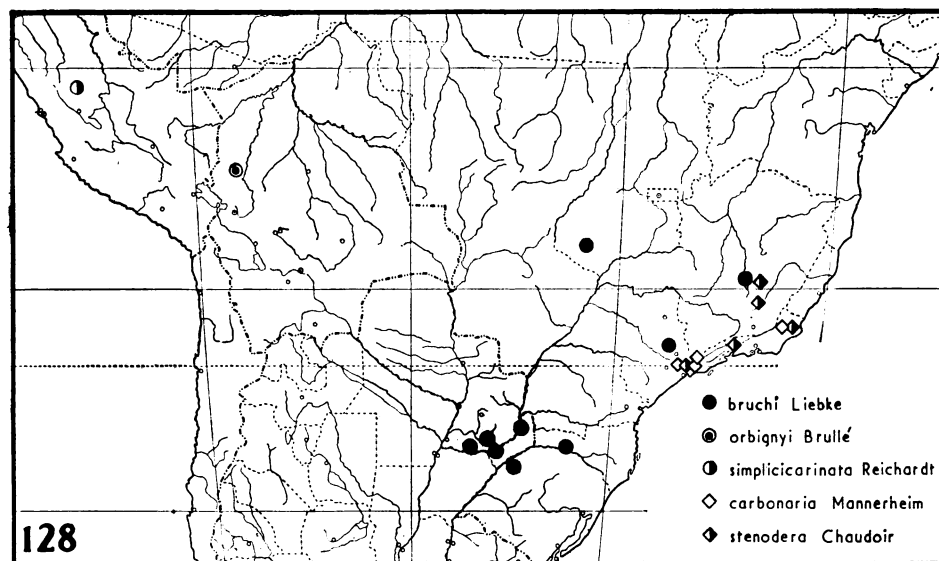 bruchi Liebke
orbignyi Brullé
simplicicarinata Reichardt
carbonaria Mannerheim
stenodera Chaudoir
128